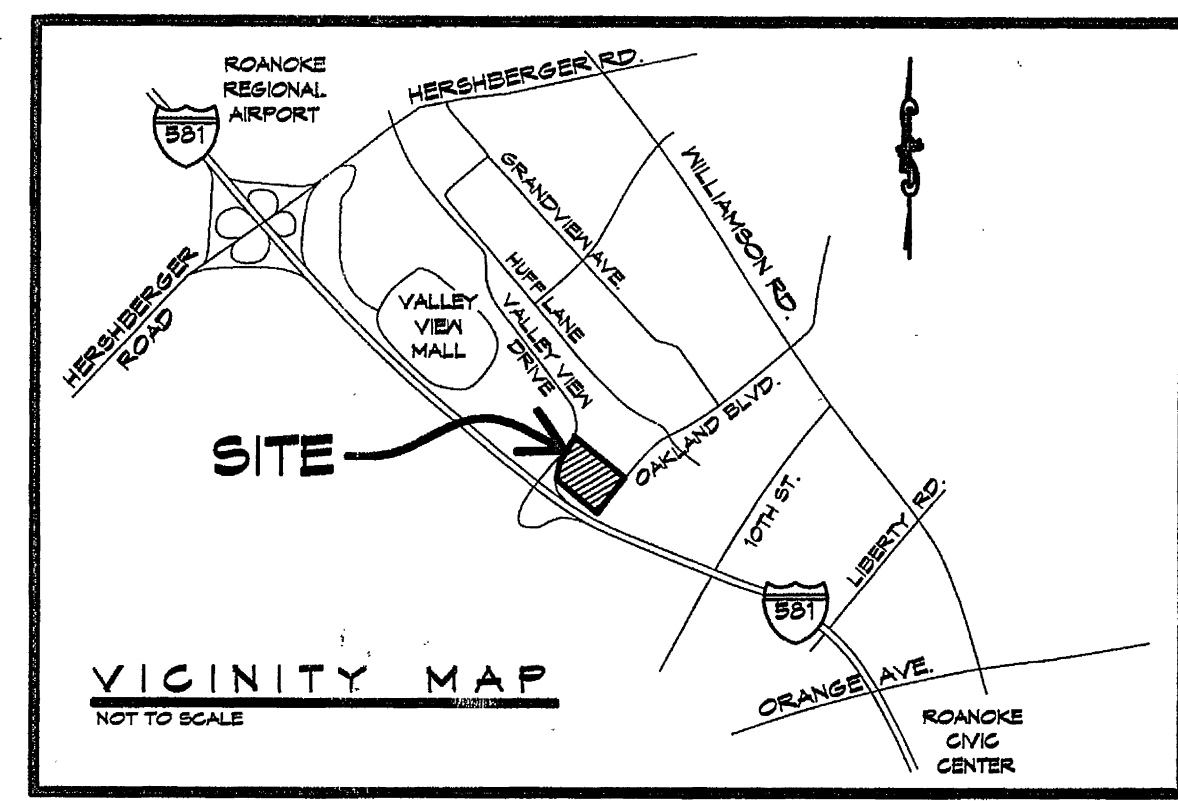 ROANOKE
REGIONAL
AIRPORT
581
HERSHBERGER RD.
GRANDVIEW AVE.
WILLIAMSON RD.
HERSHBERGER
ROAD
VALLEY
VIEW
MALL
HUFF LANE
VALLEY VIEW
DRIVE
SITE
OAKLAND BLVD.
10TH ST.
LIBERTY RD.
581
ORANGE AVE.
ROANOKE
CIVIC
CENTER
VICINITY MAP
NOT TO SCALE